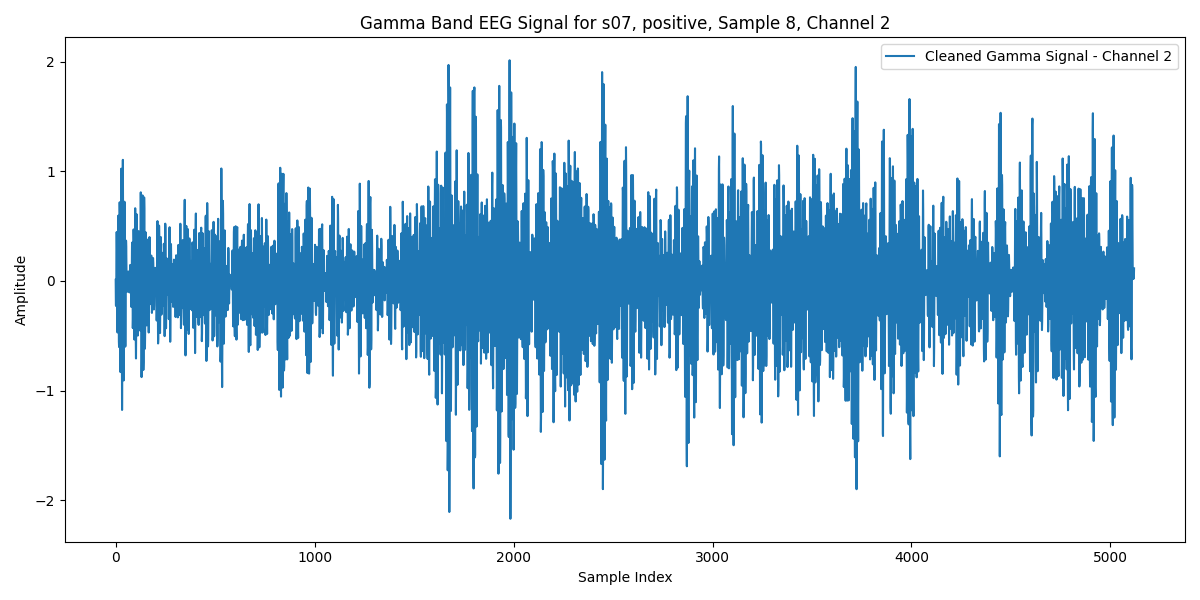 Gamma Band EEG Signal for s07, positive, Sample 8, Channel 2
Cleaned Gamma Signal - Channel 2
2
1
0
−1
−2
Amplitude
0 1000 2000 3000 4000 5000
Sample Index